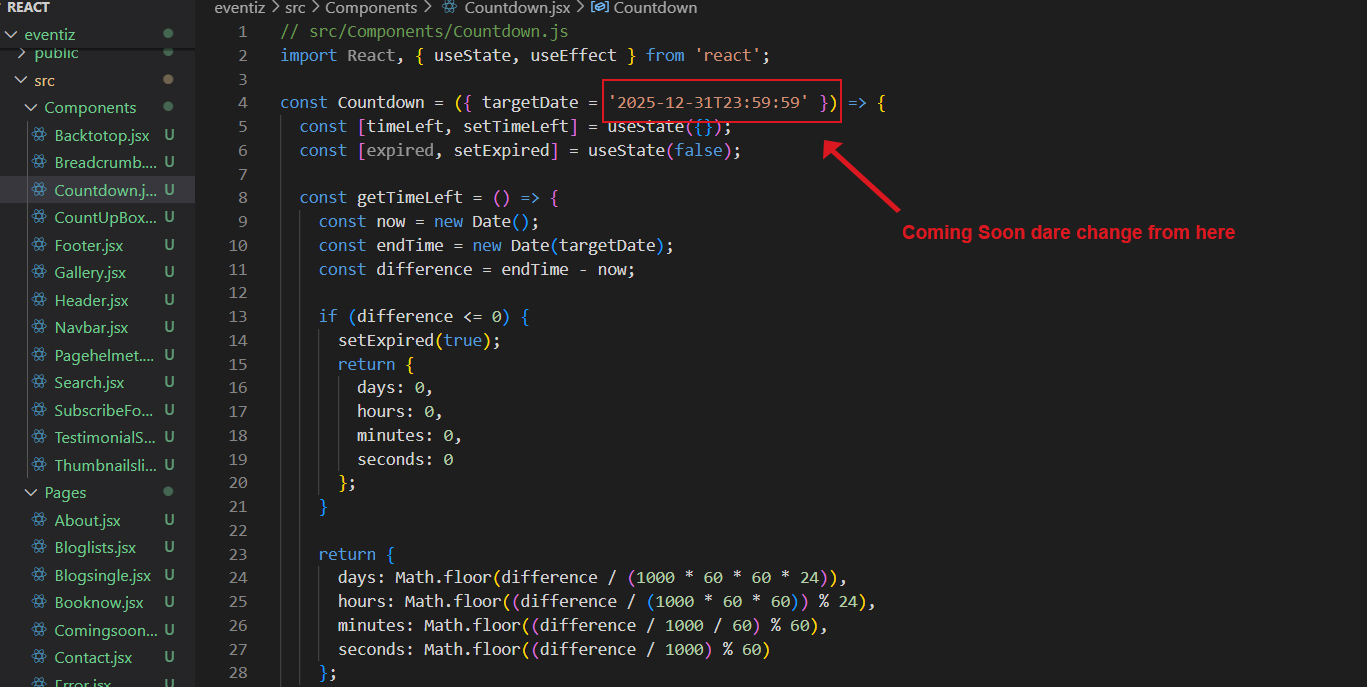 REACT
eventiz
public
src
Components
Backtotop.jsx U
Breadcrumb.... U
Countdown.j... U
CountUpBox... U
Footer.jsx U
Gallery.jsx U
Header.jsx U
Navbar.jsx U
Pagehelmet.... U
Search.jsx U
SubscribeFo... U
TestimonialS... U
Thumbnailsli... U
Pages
About.jsx U
Bloglists.jsx U
Blogsingle.jsx U
Booknow.jsx U
Comingsoon... U
Contact.jsx U
Error.jsx U
eventiz > src > Components > Countdown.jsx > Countdown
1 // src/Components/Countdown.js
2 import React, { useState, useEffect } from 'react';
3
4 const Countdown = ({ targetDate = '2025-12-31T23:59:59' }) => {
5 const [timeLeft, setTimeLeft] = useState({});
6 const [expired, setExpired] = useState(false);
7
8 const getTimeLeft = () => {
9 const now = new Date();
10 const endTime = new Date(targetDate);
11 const difference = endTime - now;
12
13 if (difference <= 0) {
14 setExpired(true);
15 return {
16 days: 0,
17 hours: 0,
18 minutes: 0,
19 seconds: 0
20 };
21 }
22
23 return {
24 days: Math.floor(difference / (1000 * 60 * 60 * 24)),
25 hours: Math.floor((difference / (1000 * 60 * 60)) % 24),
26 minutes: Math.floor((difference / 1000 / 60) % 60),
27 seconds: Math.floor((difference / 1000) % 60)
28 };
Coming Soon dare change from here